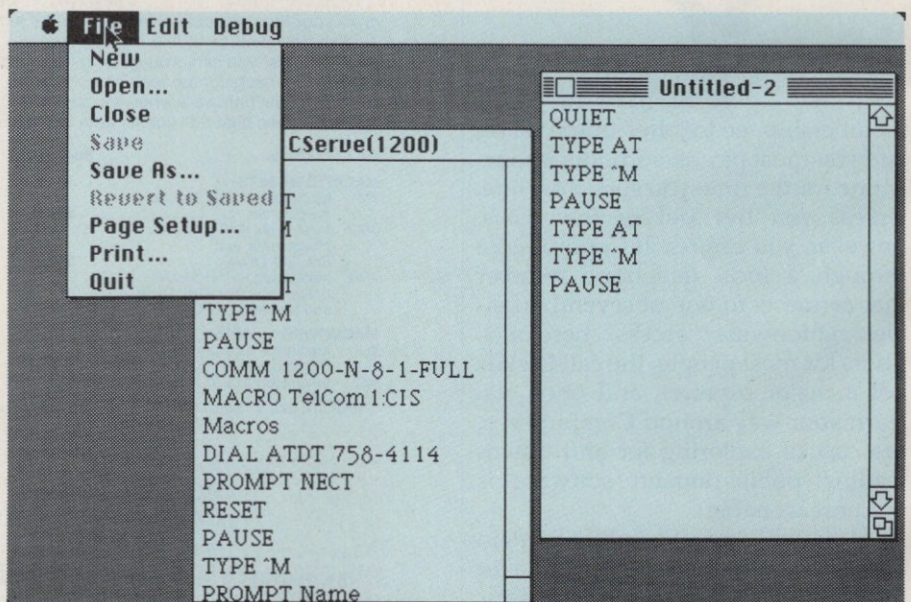 File Edit Debug
New
Open...
Close
Save
Save As...
Revert to Saved
Page Setup...
Print...
Quit
CServe(1200)
TYPE ^M
PAUSE
COMM 1200-N-8-1-FULL
MACRO TelCom1:CIS
Macros
DIAL ATDT 758-4114
PROMPT NECT
RESET
PAUSE
TYPE ^M
PROMPT Name
Untitled-2
QUIET
TYPE AT
TYPE ^M
PAUSE
TYPE AT
TYPE ^M
PAUSE